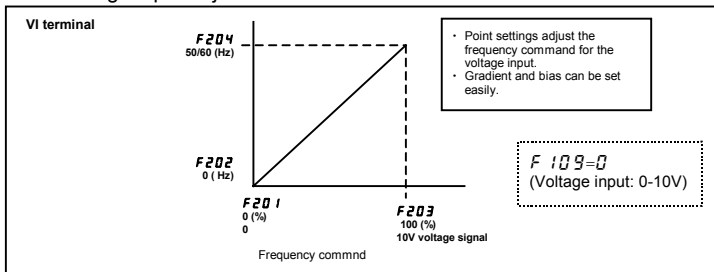 VI terminal
F204
50/60 (Hz)
F202
0 ( Hz)
F201
0 (%)
0
F203
100 (%)
10V voltage signal
Frequency commnd
・ Point settings adjust the
frequency command for the
voltage input.
・ Gradient and bias can be set
easily.
F109=0
(Voltage input: 0-10V)